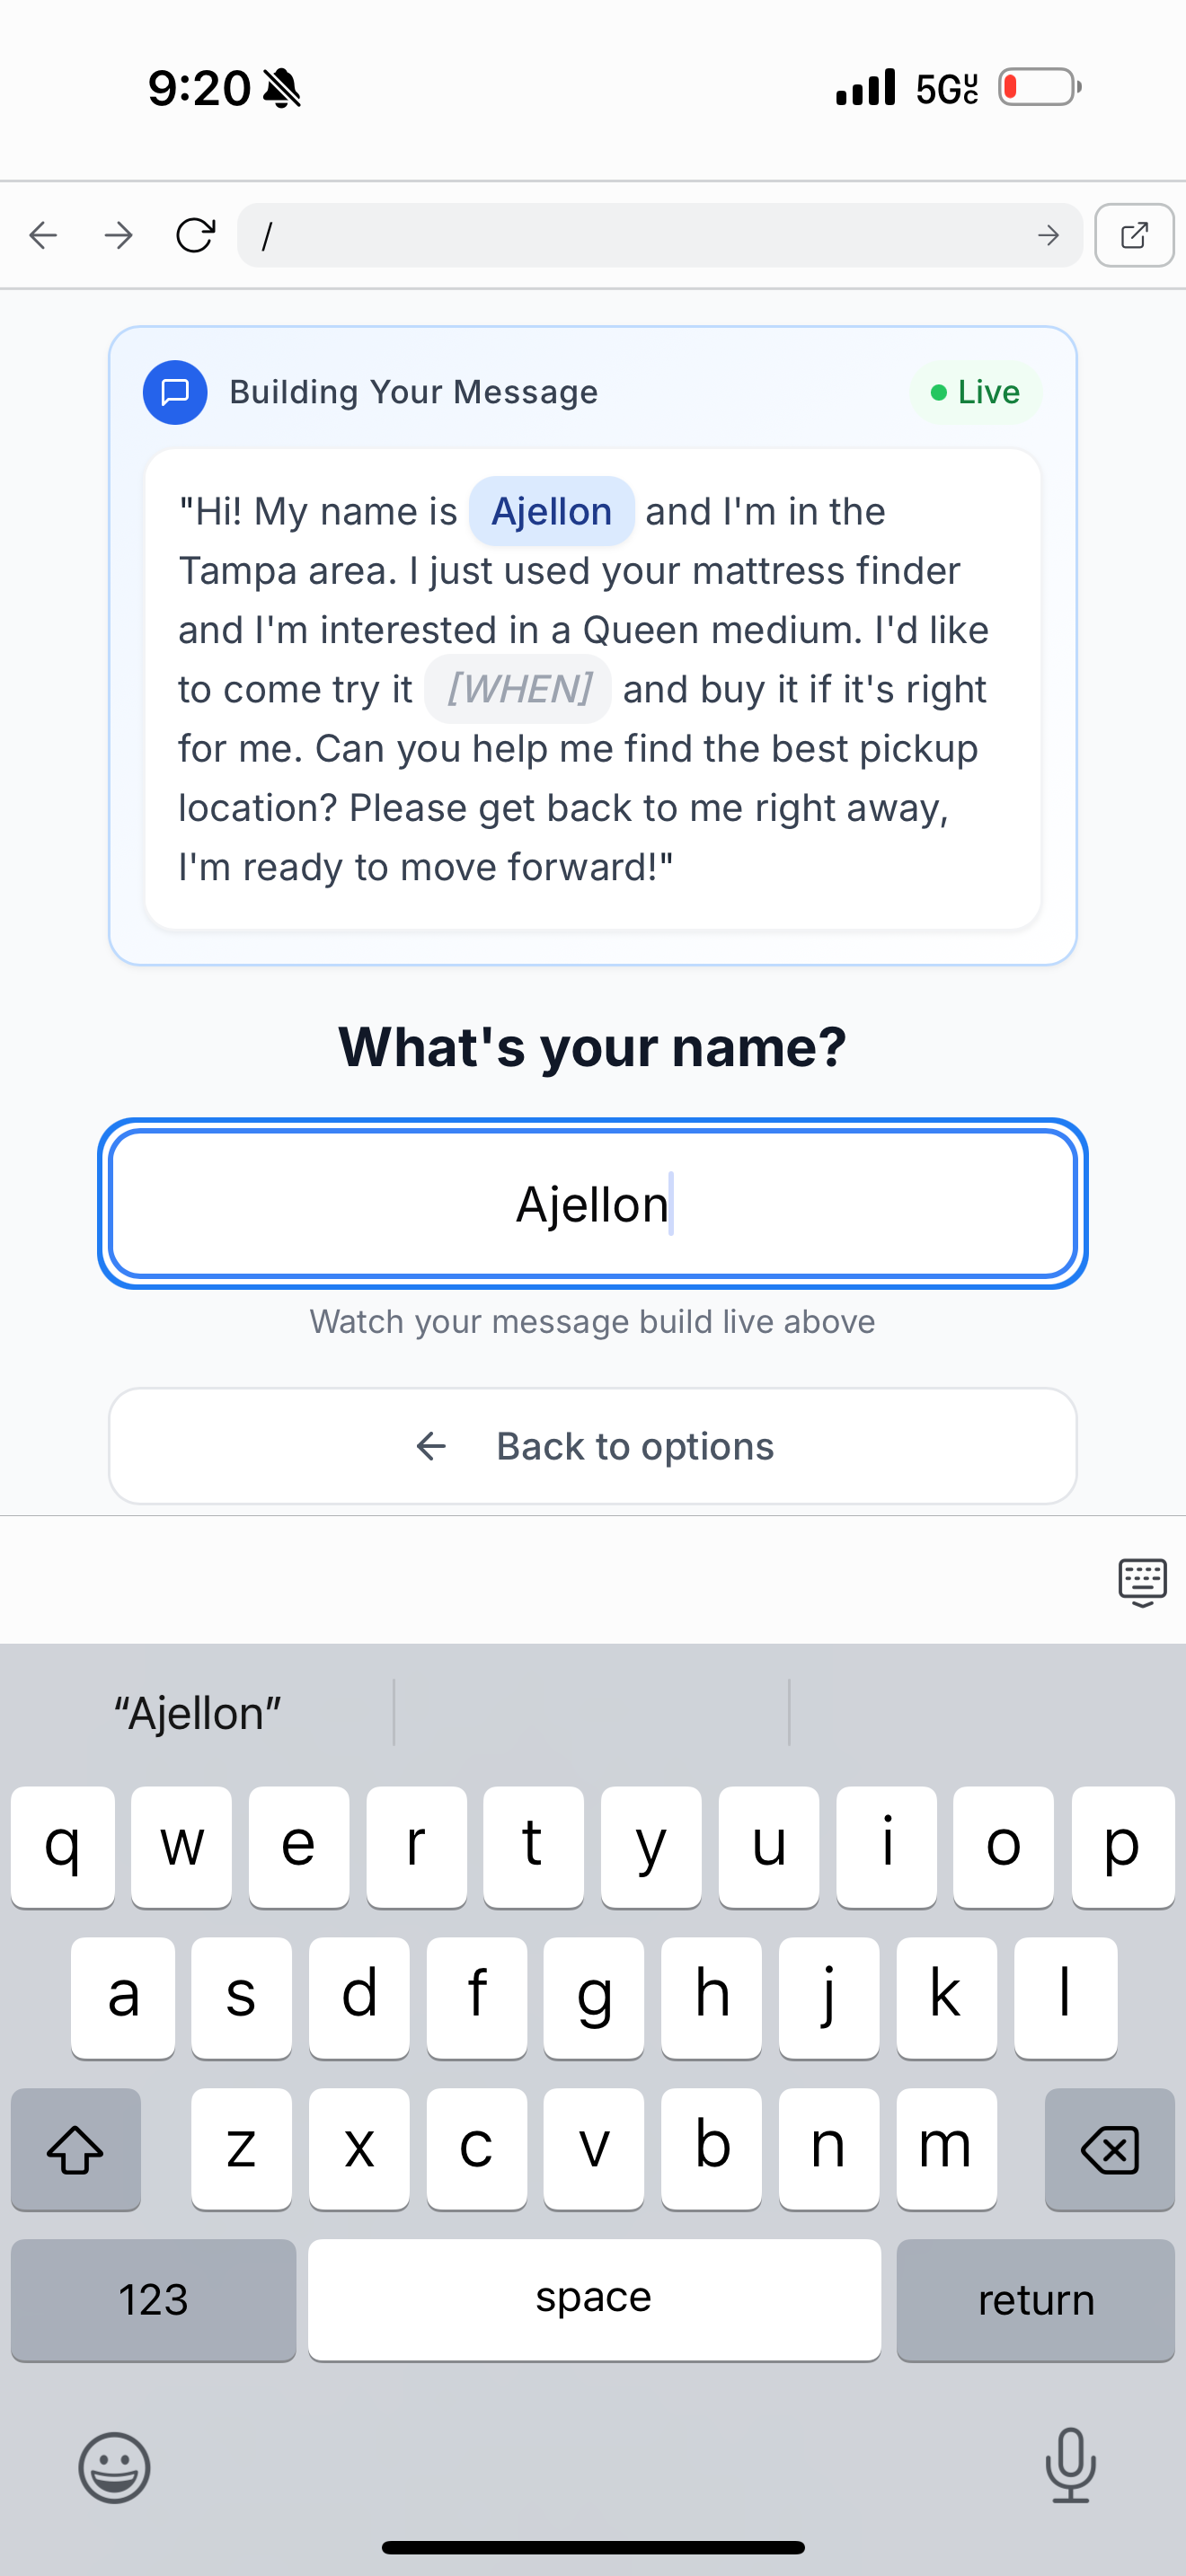 9:20
5G UC
/
Building Your Message
Live
"Hi! My name is Ajellon and I'm in the
Tampa area. I just used your mattress finder
and I'm interested in a Queen medium. I'd like
to come try it [WHEN] and buy it if it's right
for me. Can you help me find the best pickup
location? Please get back to me right away,
I'm ready to move forward!"
What's your name?
Ajellon
Watch your message build live above
Back to options
“Ajellon”
q w e r t y u i o p
a s d f g h j k l
z x c v b n m
123 space return